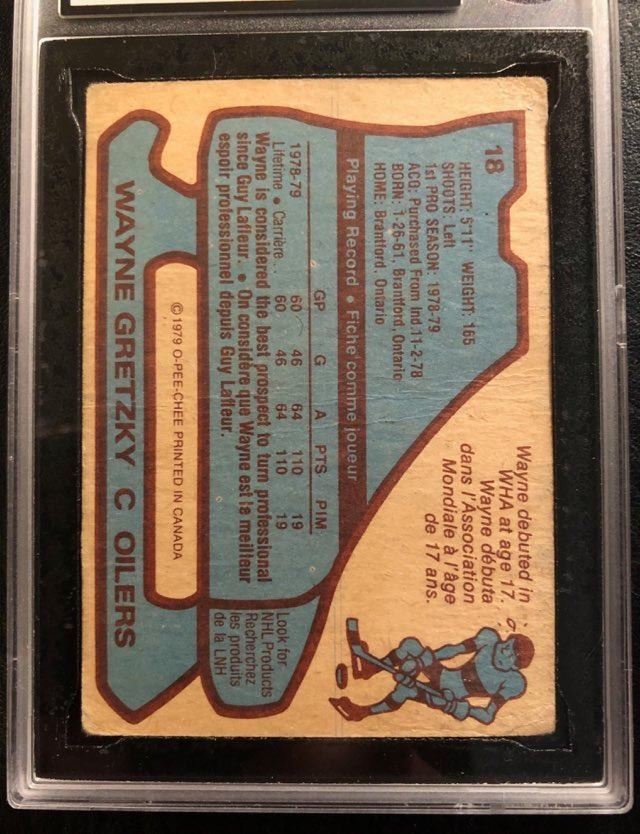 18
HEIGHT: 5'11" WEIGHT: 165
SHOOTS: Left
1st PRO SEASON: 1978-79
ACQ: Purchased From Ind. 11-2-78
BORN: 1-26-61, Brantford, Ontario
HOME: Brantford, Ontario
Wayne debuted in
WHA at age 17.
Wayne débuta
dans l'Association
Mondiale à l'âge
de 17 ans.
Playing Record • Fiche comme joueur
GP G A PTS PIM
1978-79 60 46 64 110 19
Lifetime • Carrière... 60 46 64 110 19
Wayne is considered the best prospect to turn professional
since Guy Lafleur. • On considère que Wayne est la meilleur
espoir professionnel depuis Guy Lafleur.
Look for
NHL Products
Recherchez
les produits
de la LNH
© 1979 O-PEE-CHEE PRINTED IN CANADA
WAYNE GRETZKY C OILERS